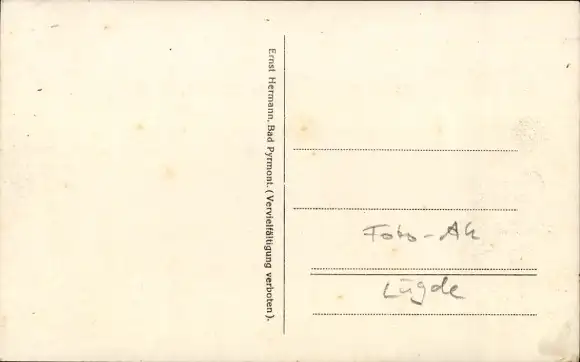 Ernst Hermann, Bad Pyrmont. (Vervielfältigung verboten).
Foto-Ak
Lügde